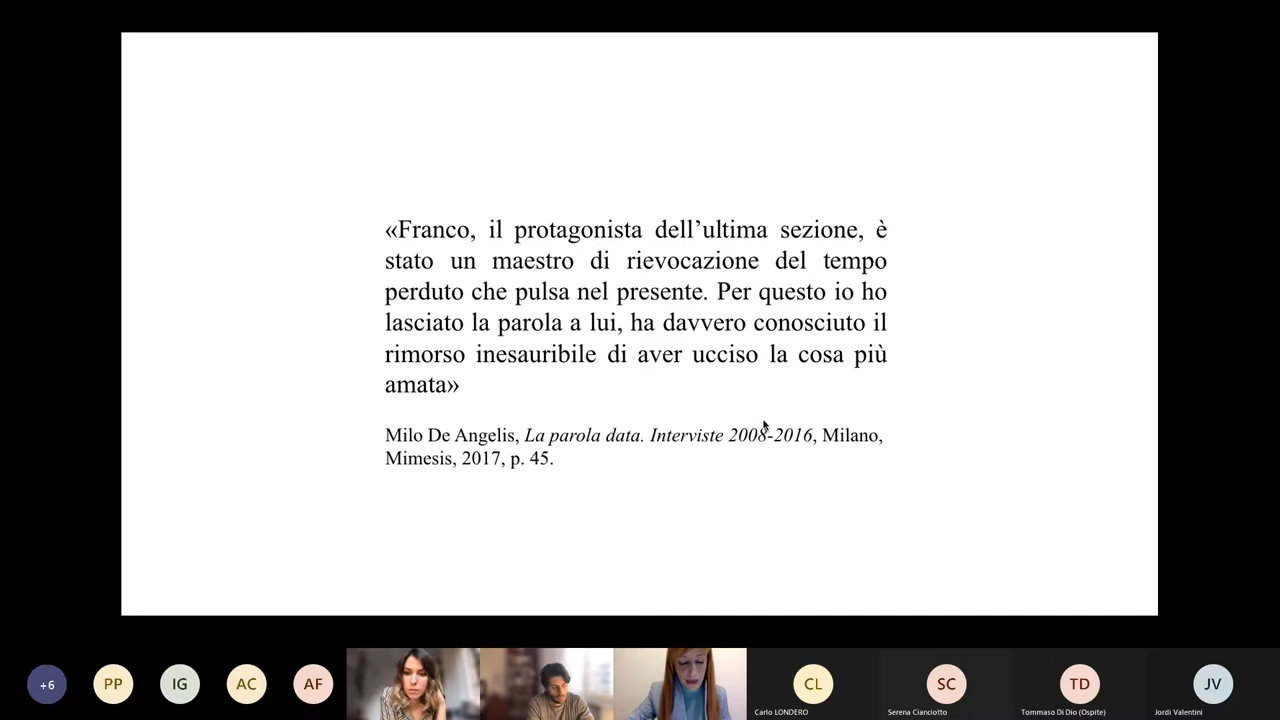 «Franco, il protagonista dell’ultima sezione, è
stato un maestro di rievocazione del tempo
perduto che pulsa nel presente. Per questo io ho
lasciato la parola a lui, ha davvero conosciuto il
rimorso inesauribile di aver ucciso la cosa più
amata»
Milo De Angelis, La parola data. Interviste 2008-2016, Milano,
Mimesis, 2017, p. 45.
+6 PP IG AC AF CL SC TD JV
Carlo LONDERO Serena Cianciotto Tommaso Di Dio (Ospite) Jordi Valentini